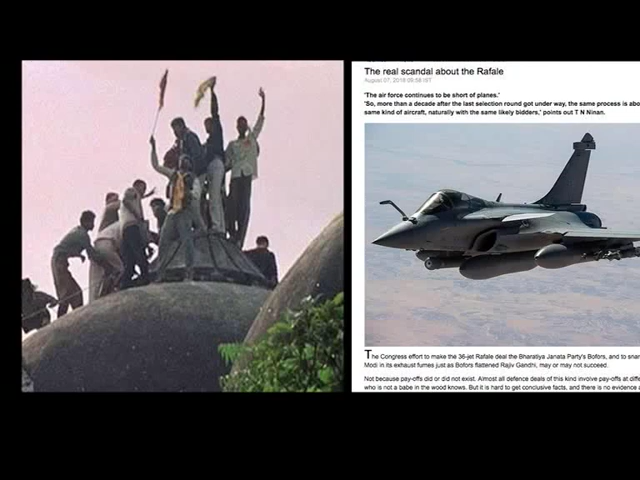 The real scandal about the Rafale
August 07, 2018 09:58 IST
'The air force continues to be short of planes.'
'So, more than a decade after the last selection round got under way, the same process is abo
same kind of aircraft, naturally with the same likely bidders,' points out T N Ninan.
The Congress effort to make the 36-jet Rafale deal the Bharatiya Janata Party's Bofors, and to snar
Modi in its exhaust fumes just as Bofors flattened Rajiv Gandhi, may or may not succeed.
Not because pay-offs did or did not exist. Almost all defence deals of this kind involve pay-offs at diffe
who is not a babe in the wood knows. But it is hard to get conclusive facts, and there is no evidence a